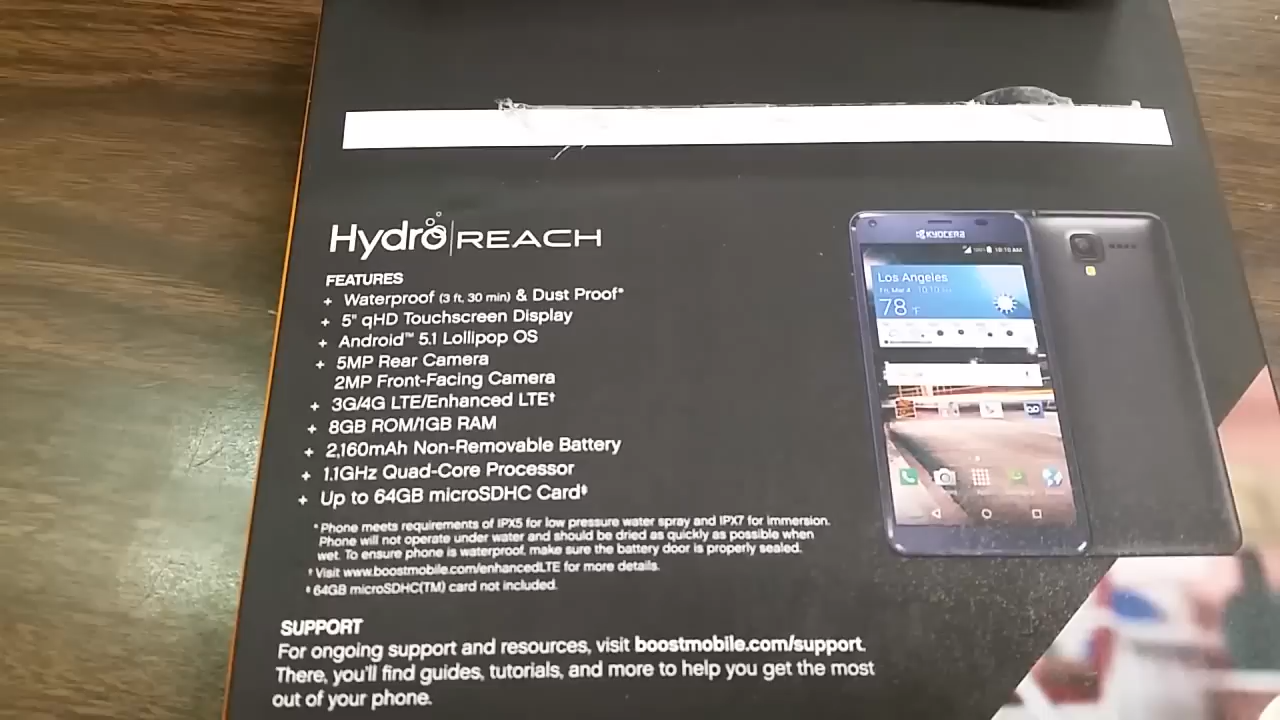 Hydro REACH
FEATURES
+ Waterproof (3 ft, 30 min) & Dust Proof*
+ 5" qHD Touchscreen Display
+ Android™ 5.1 Lollipop OS
+ 5MP Rear Camera
2MP Front-Facing Camera
+ 3G/4G LTE/Enhanced LTE†
+ 8GB ROM/1GB RAM
+ 2,160mAh Non-Removable Battery
+ 1.1GHz Quad-Core Processor
+ Up to 64GB microSDHC Card‡
* Phone meets requirements of IPX5 for low pressure water spray and IPX7 for immersion.
Phone will not operate under water and should be dried as quickly as possible when
wet. To ensure phone is waterproof, make sure the battery door is properly sealed.
† Visit www.boostmobile.com/enhancedLTE for more details.
‡ 64GB microSDHC(TM) card not included.
SUPPORT
For ongoing support and resources, visit boostmobile.com/support.
There, you'll find guides, tutorials, and more to help you get the most
out of your phone.
KYOCERA
10:10 AM
Los Angeles
Fri, Mar 4
78 °F